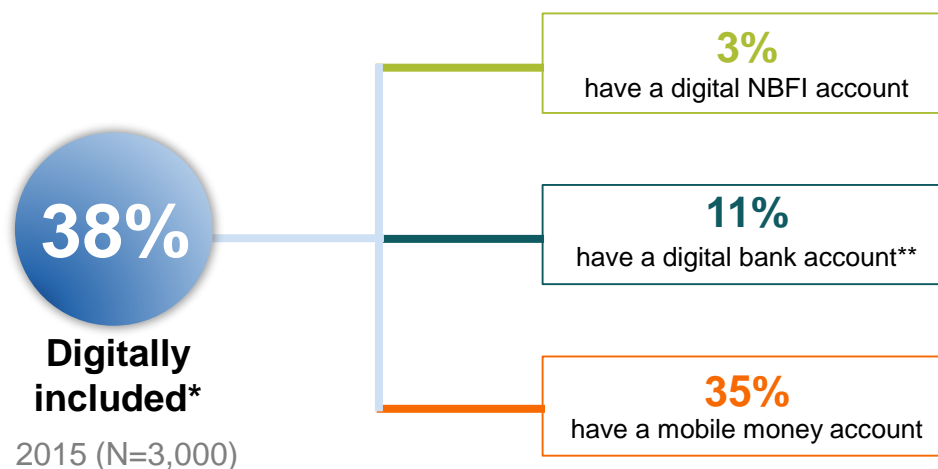 3%
have a digital NBFI account
38%
11%
have a digital bank account**
Digitally
included*
2015 (N=3,000)
35%
have a mobile money account